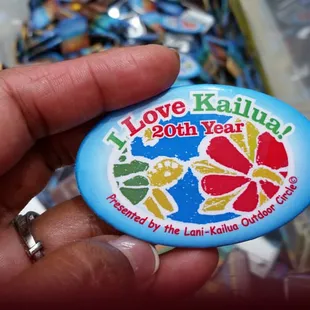 I Love Kailua!
20th Year
Presented by the Lani-Kailua Outdoor Circle©